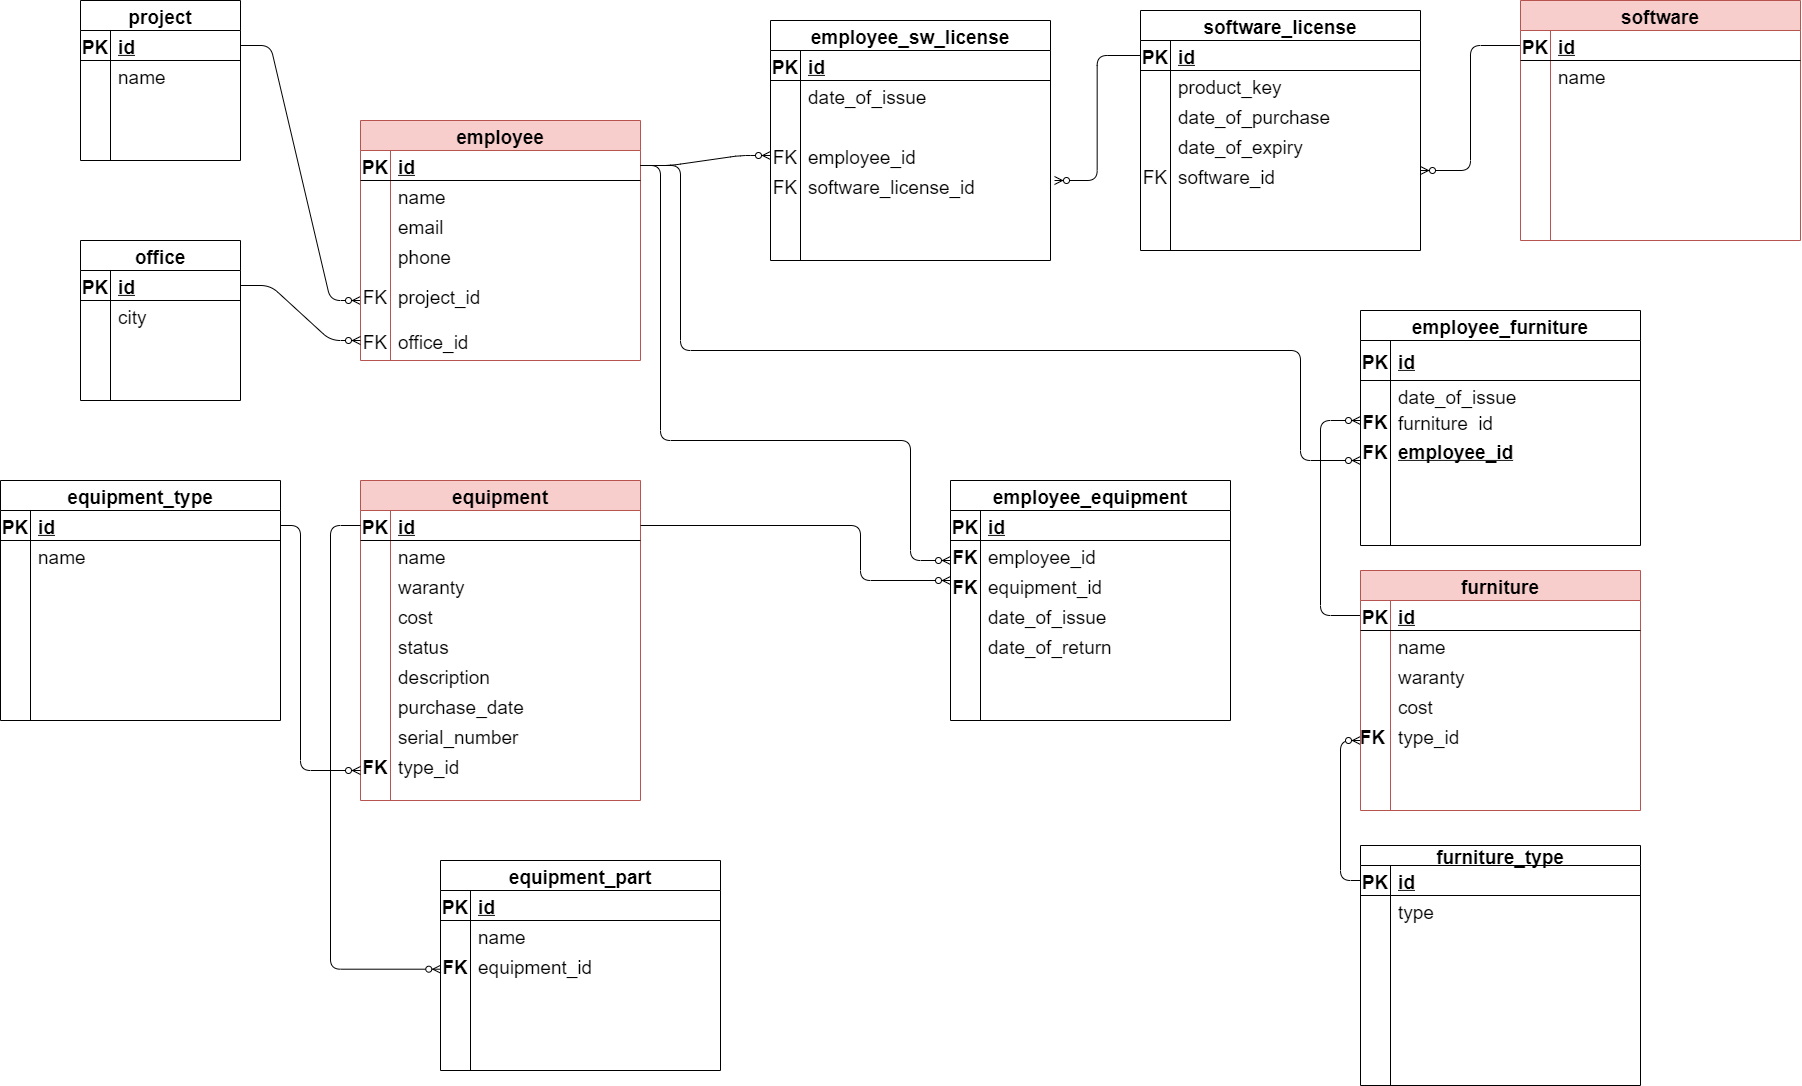 project
PK id
name
office
PK id
city
employee
PK id
name
email
phone
FK project_id
FK office_id
employee_sw_license
PK id
date_of_issue
FK employee_id
FK software_license_id
software_license
PK id
product_key
date_of_purchase
date_of_expiry
FK software_id
software
PK id
name
employee_furniture
PK id
date_of_issue
FK furniture_id
FK employee_id
equipment_type
PK id
name
equipment
PK id
name
waranty
cost
status
description
purchase_date
serial_number
FK type_id
employee_equipment
PK id
FK employee_id
FK equipment_id
date_of_issue
date_of_return
furniture
PK id
name
waranty
cost
FK type_id
equipment_part
PK id
name
FK equipment_id
furniture_type
PK id
type